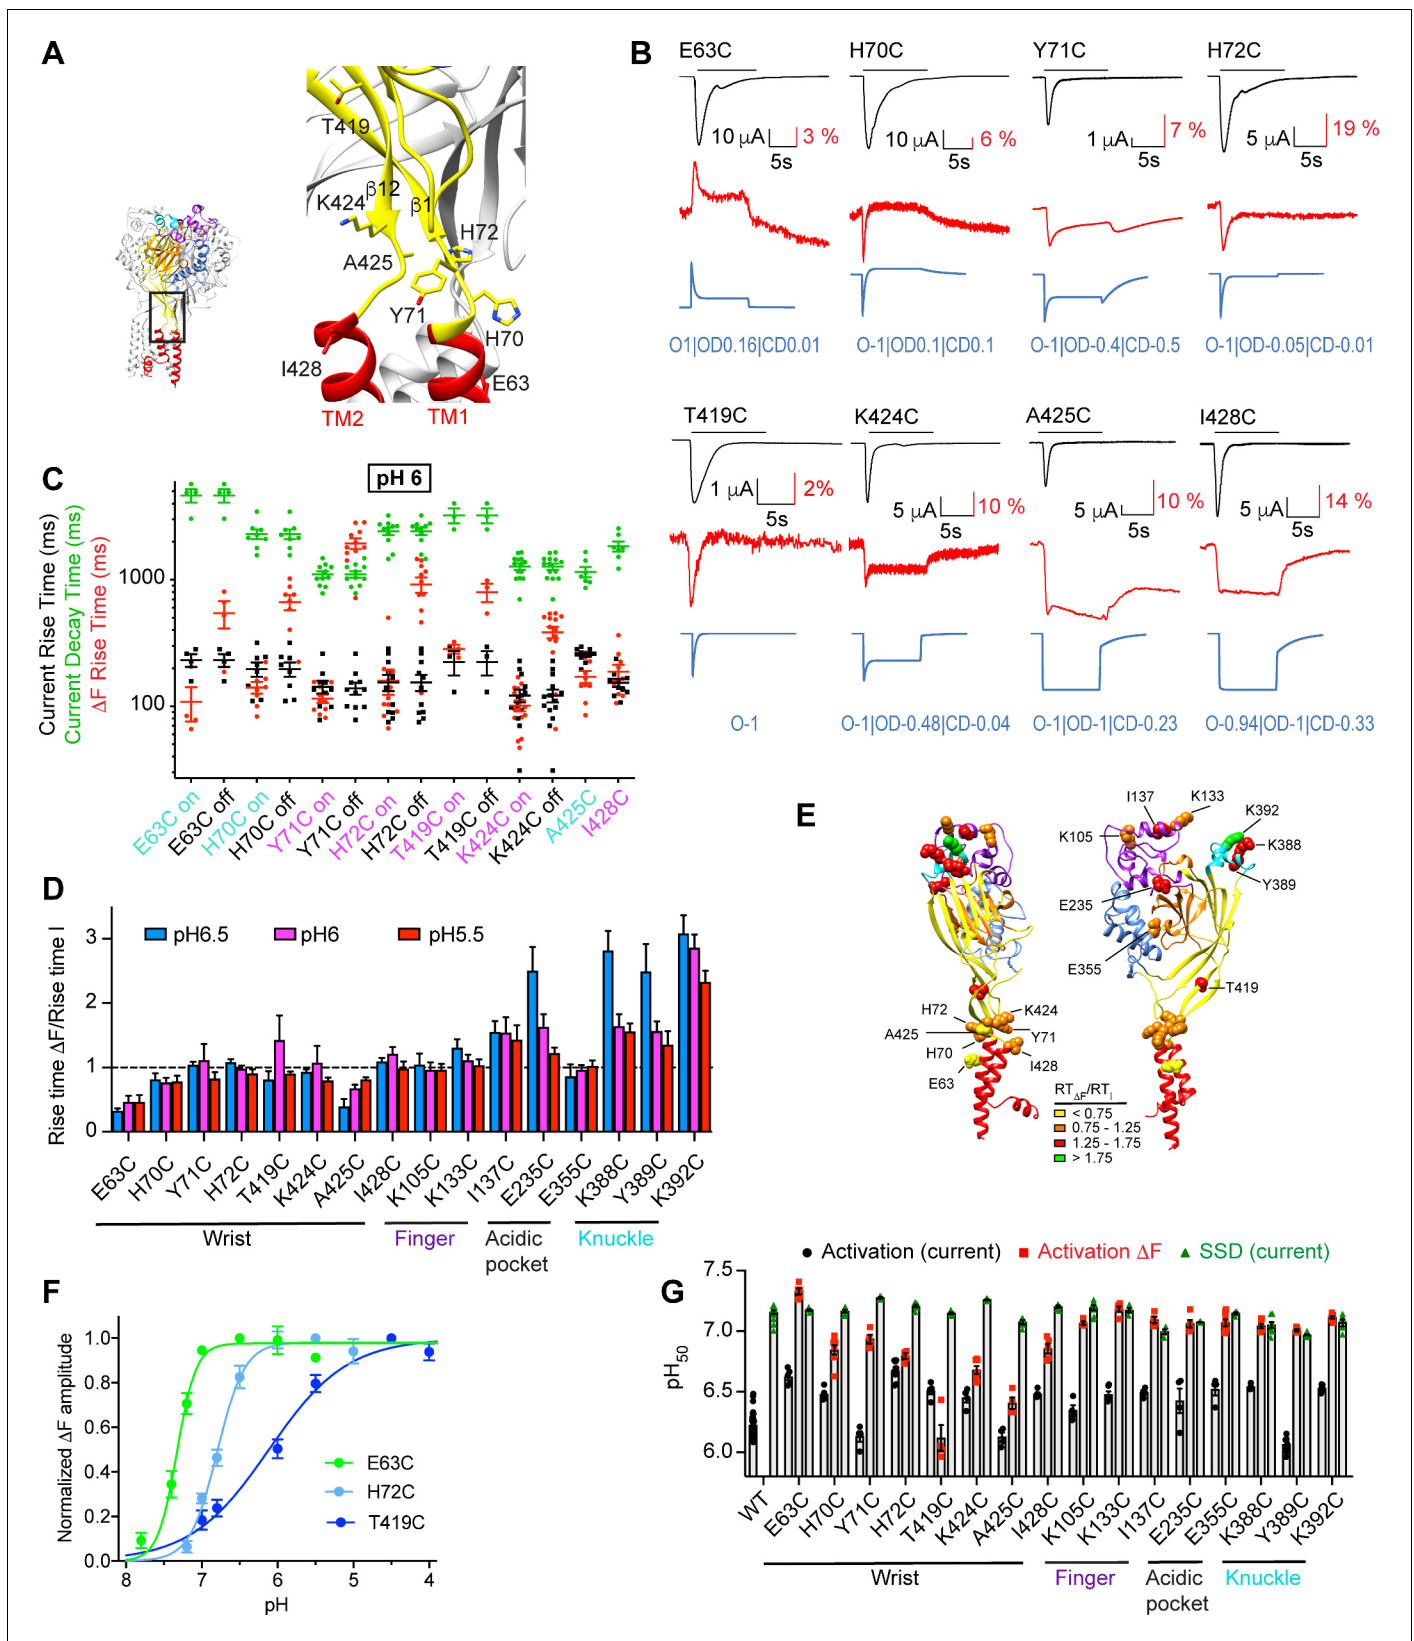 A
T419
β12
K424
β1
H72
A425
Y71
H70
I428
E63
TM2
TM1
B
E63C
H70C
Y71C
H72C
10 μA
3 %
5s
10 μA
6 %
5s
1 μA
7 %
5s
5 μA
19 %
5s
O1|OD0.16|CD0.01
O-1|OD0.1|CD0.1
O-1|OD-0.4|CD-0.5
O-1|OD-0.05|CD-0.01
T419C
K424C
A425C
I428C
1 μA
2%
5s
5 μA
10 %
5s
5 μA
10 %
5s
5 μA
14 %
5s
O-1
O-1|OD-0.48|CD-0.04
O-1|OD-1|CD-0.23
O-0.94|OD-1|CD-0.33
C
pH 6
Current Rise Time (ms)
Current Decay Time (ms)
ΔF Rise Time (ms)
1000
100
E63C on
E63C off
H70C on
H70C off
Y71C on
Y71C off
H72C on
H72C off
T419C on
T419C off
K424C on
K424C off
A425C
I428C
D
pH6.5
pH6
pH5.5
Rise time ΔF/Rise time I
3
2
1
0
E63C
H70C
Y71C
H72C
T419C
K424C
A425C
I428C
K105C
K133C
I137C
E235C
E355C
K388C
Y389C
K392C
Wrist
Finger
Acidic
pocket
Knuckle
E
I137
K133
K105
K392
K388
Y389
E235
E355
T419
H72
K424
A425
Y71
H70
I428
E63
RTΔF/RTI
< 0.75
0.75 - 1.25
1.25 - 1.75
> 1.75
F
Normalized ΔF amplitude
1.0
0.8
0.6
0.4
0.2
0.0
8
7
6
5
4
pH
E63C
H72C
T419C
G
Activation (current)
Activation ΔF
SSD (current)
pH50
7.5
7.0
6.5
6.0
WT
E63C
H70C
Y71C
H72C
T419C
K424C
A425C
I428C
K105C
K133C
I137C
E235C
E355C
K388C
Y389C
K392C
Wrist
Finger
Acidic
pocket
Knuckle